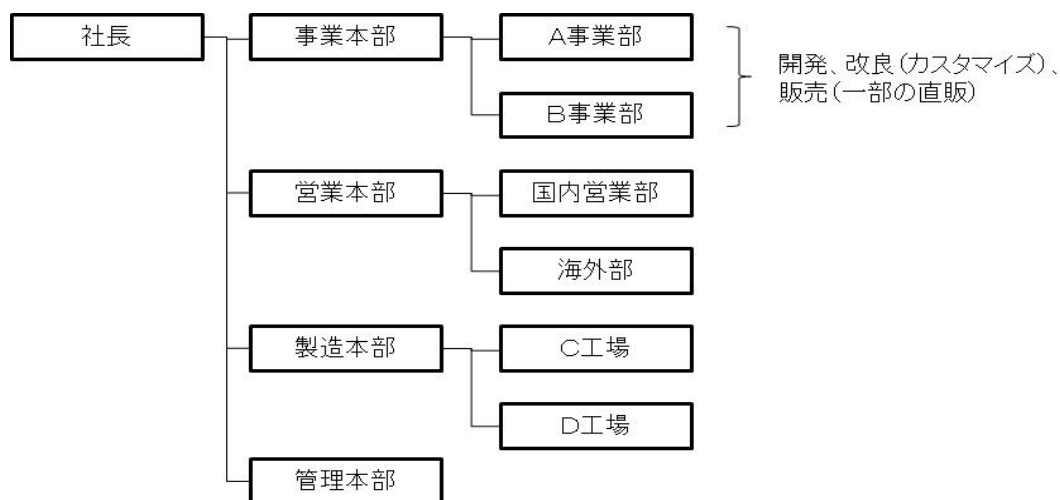 社長
事業本部
A事業部
開発、改良(カスタマイズ)、
販売(一部の直販)
B事業部
営業本部
国内営業部
海外部
製造本部
C工場
D工場
管理本部